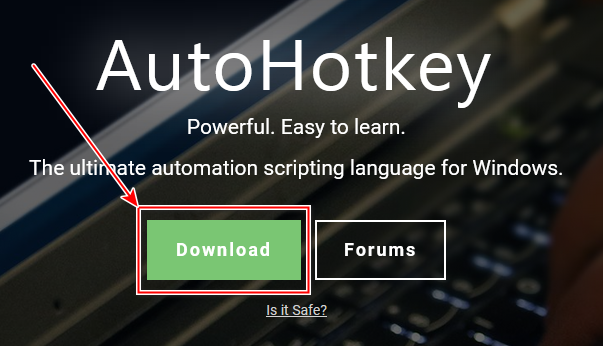 AutoHotkey
Powerful. Easy to learn.
The ultimate automation scripting language for Windows.
Download Forums
Is it Safe?